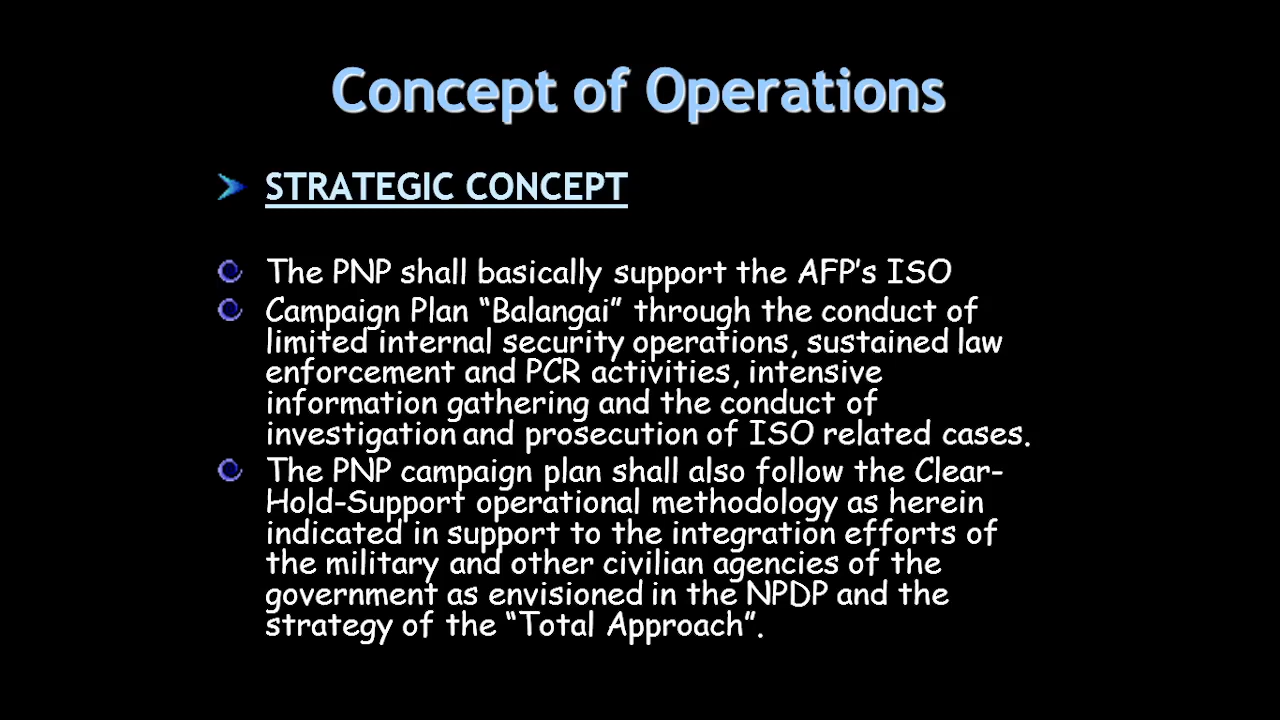 Concept of Operations
STRATEGIC CONCEPT
The PNP shall basically support the AFP's ISO
Campaign Plan “Balangai” through the conduct of
limited internal security operations, sustained law
enforcement and PCR activities, intensive
information gathering and the conduct of
investigation and prosecution of ISO related cases.
The PNP campaign plan shall also follow the Clear-
Hold-Support operational methodology as herein
indicated in support to the integration efforts of
the military and other civilian agencies of the
government as envisioned in the NPDP and the
strategy of the “Total Approach”.